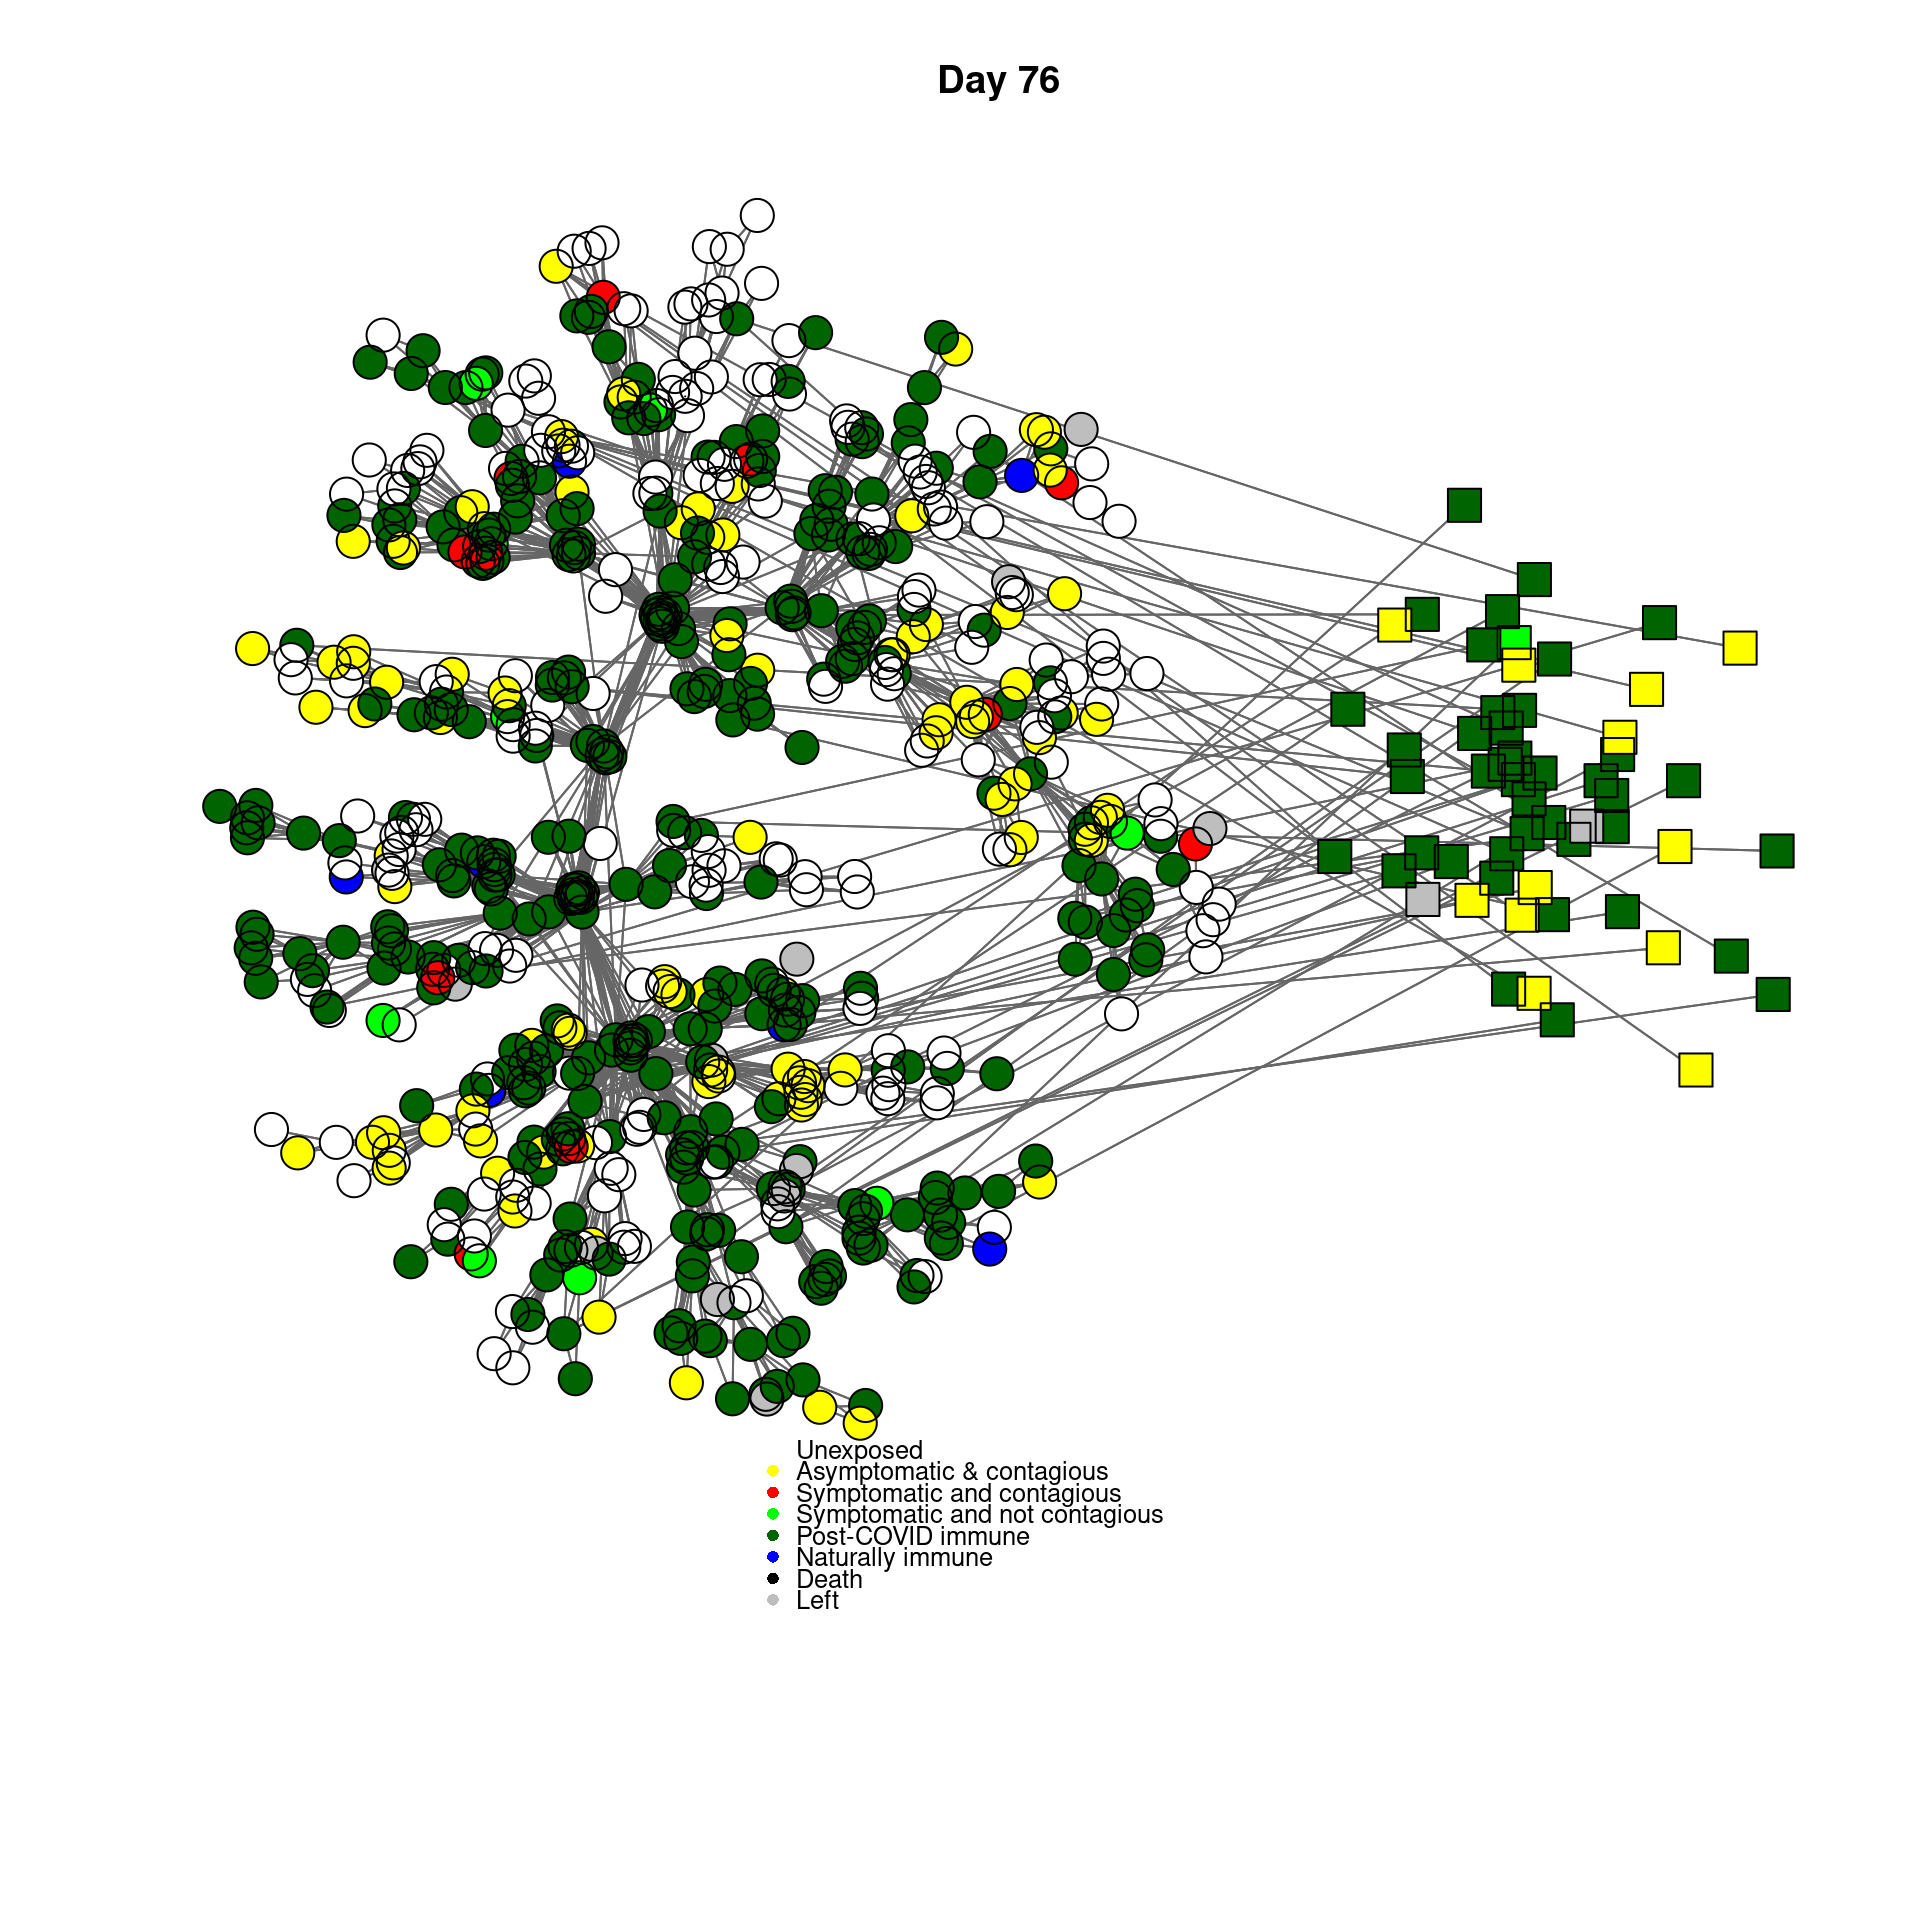 Day 76
Unexposed
Asymptomatic & contagious
Symptomatic and contagious
Symptomatic and not contagious
Post-COVID immune
Naturally immune
Death
Left